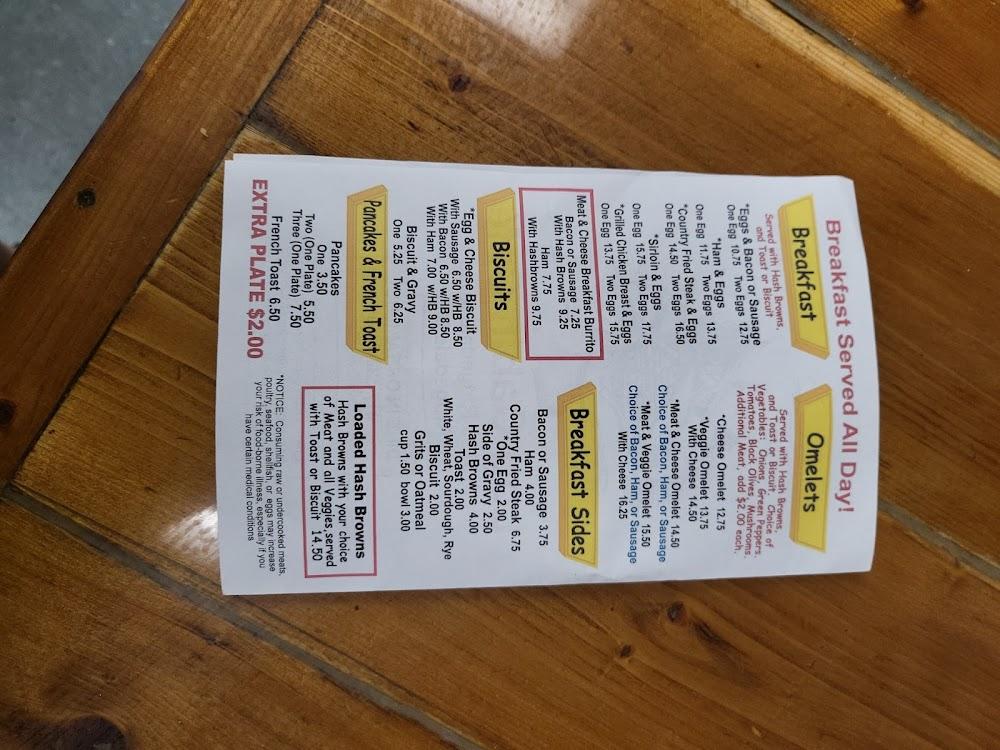 Breakfast Served All Day!
Breakfast
Served with Hash Browns,
and Toast or Biscuit
*Eggs & Bacon or Sausage
One Egg 10.75 Two Eggs 12.75
*Ham & Eggs
One Egg 11.75 Two Eggs 13.75
*Country Fried Steak & Eggs
One Egg 14.50 Two Eggs 16.50
*Sirloin & Eggs
One Egg 15.75 Two Eggs 17.75
*Grilled Chicken Breast & Eggs
One Egg 13.75 Two Eggs 15.75
Meat & Cheese Breakfast Burrito
Bacon or Sausage 7.25
With Hash Browns 9.25
Ham 7.75
With Hashbrowns 9.75
Biscuits
*Egg & Cheese Biscuit
With Sausage 6.50 w/HB 8.50
With Bacon 6.50 w/HB 8.50
With Ham 7.00 w/HB 9.00
Biscuit & Gravy
One 5.25 Two 6.25
Pancakes & French Toast
Pancakes
One 3.50
Two (One Plate) 5.50
Three (One Plate) 7.50
French Toast 6.50
EXTRA PLATE $2.00
Omelets
Served with Hash Browns,
and Toast or Biscuit, Choice of
Vegetables: Onions, Green Peppers,
Tomatoes, Black Olives, Mushrooms.
Additional Meat, add $2.00 each.
*Cheese Omelet 12.75
*Veggie Omelet 13.75
With Cheese 14.50
*Meat & Cheese Omelet 14.50
Choice of Bacon, Ham, or Sausage
*Meat & Veggie Omelet 15.50
Choice of Bacon, Ham, or Sausage
With Cheese 16.25
Breakfast Sides
Bacon or Sausage 3.75
Ham 4.00
Country Fried Steak 6.75
*One Egg 2.00
Side of Gravy 2.50
Hash Browns 4.00
Toast 2.00
White, Wheat, Sourdough, Rye
Biscuit 2.00
Grits or Oatmeal
cup 1.50 bowl 3.00
Loaded Hash Browns
Hash Browns with your choice
of Meat and all Veggies served
with Toast or Biscuit 14.50
*NOTICE: Consuming raw or undercooked meats,
poultry, seafood, shellfish, or eggs may increase
your risk of food-borne illness, especially if you
have certain medical conditions